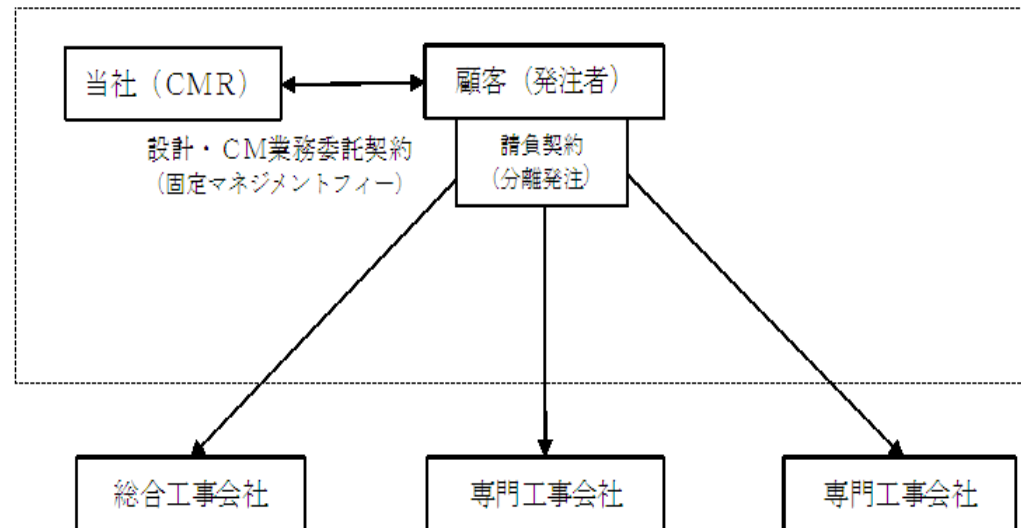 当社（ＣＭＲ）
顧客（発注者）
設計・ＣＭ業務委託契約
（固定マネジメントフィー）
請負契約
（分離発注）
総合工事会社
専門工事会社
専門工事会社